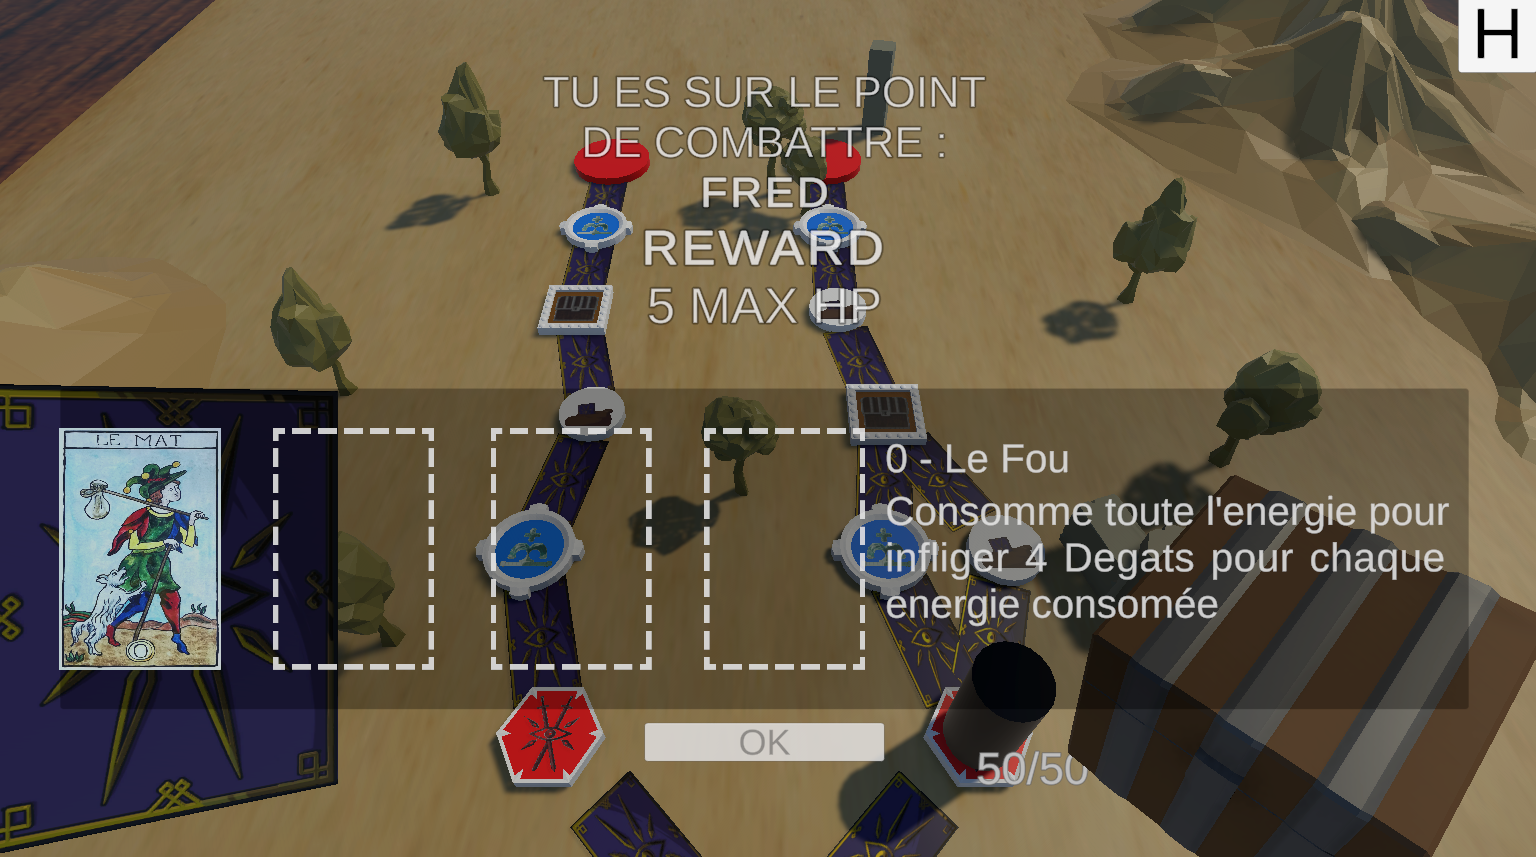 H
TU ES SUR LE POINT
DE COMBATTRE :
FRED
REWARD
5 MAX HP
LE MAT
0 - Le Fou
Consomme toute l'energie pour
infliger 4 Degats pour chaque
energie consomée
OK
50/50